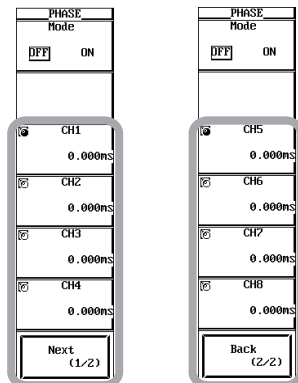 PHASE
Mode
OFF ON
CH1
0.000ms
CH2
0.000ms
CH3
0.000ms
CH4
0.000ms
Next
(1/2)
PHASE
Mode
OFF ON
CH5
0.000ms
CH6
0.000ms
CH7
0.000ms
CH8
0.000ms
Back
(2/2)